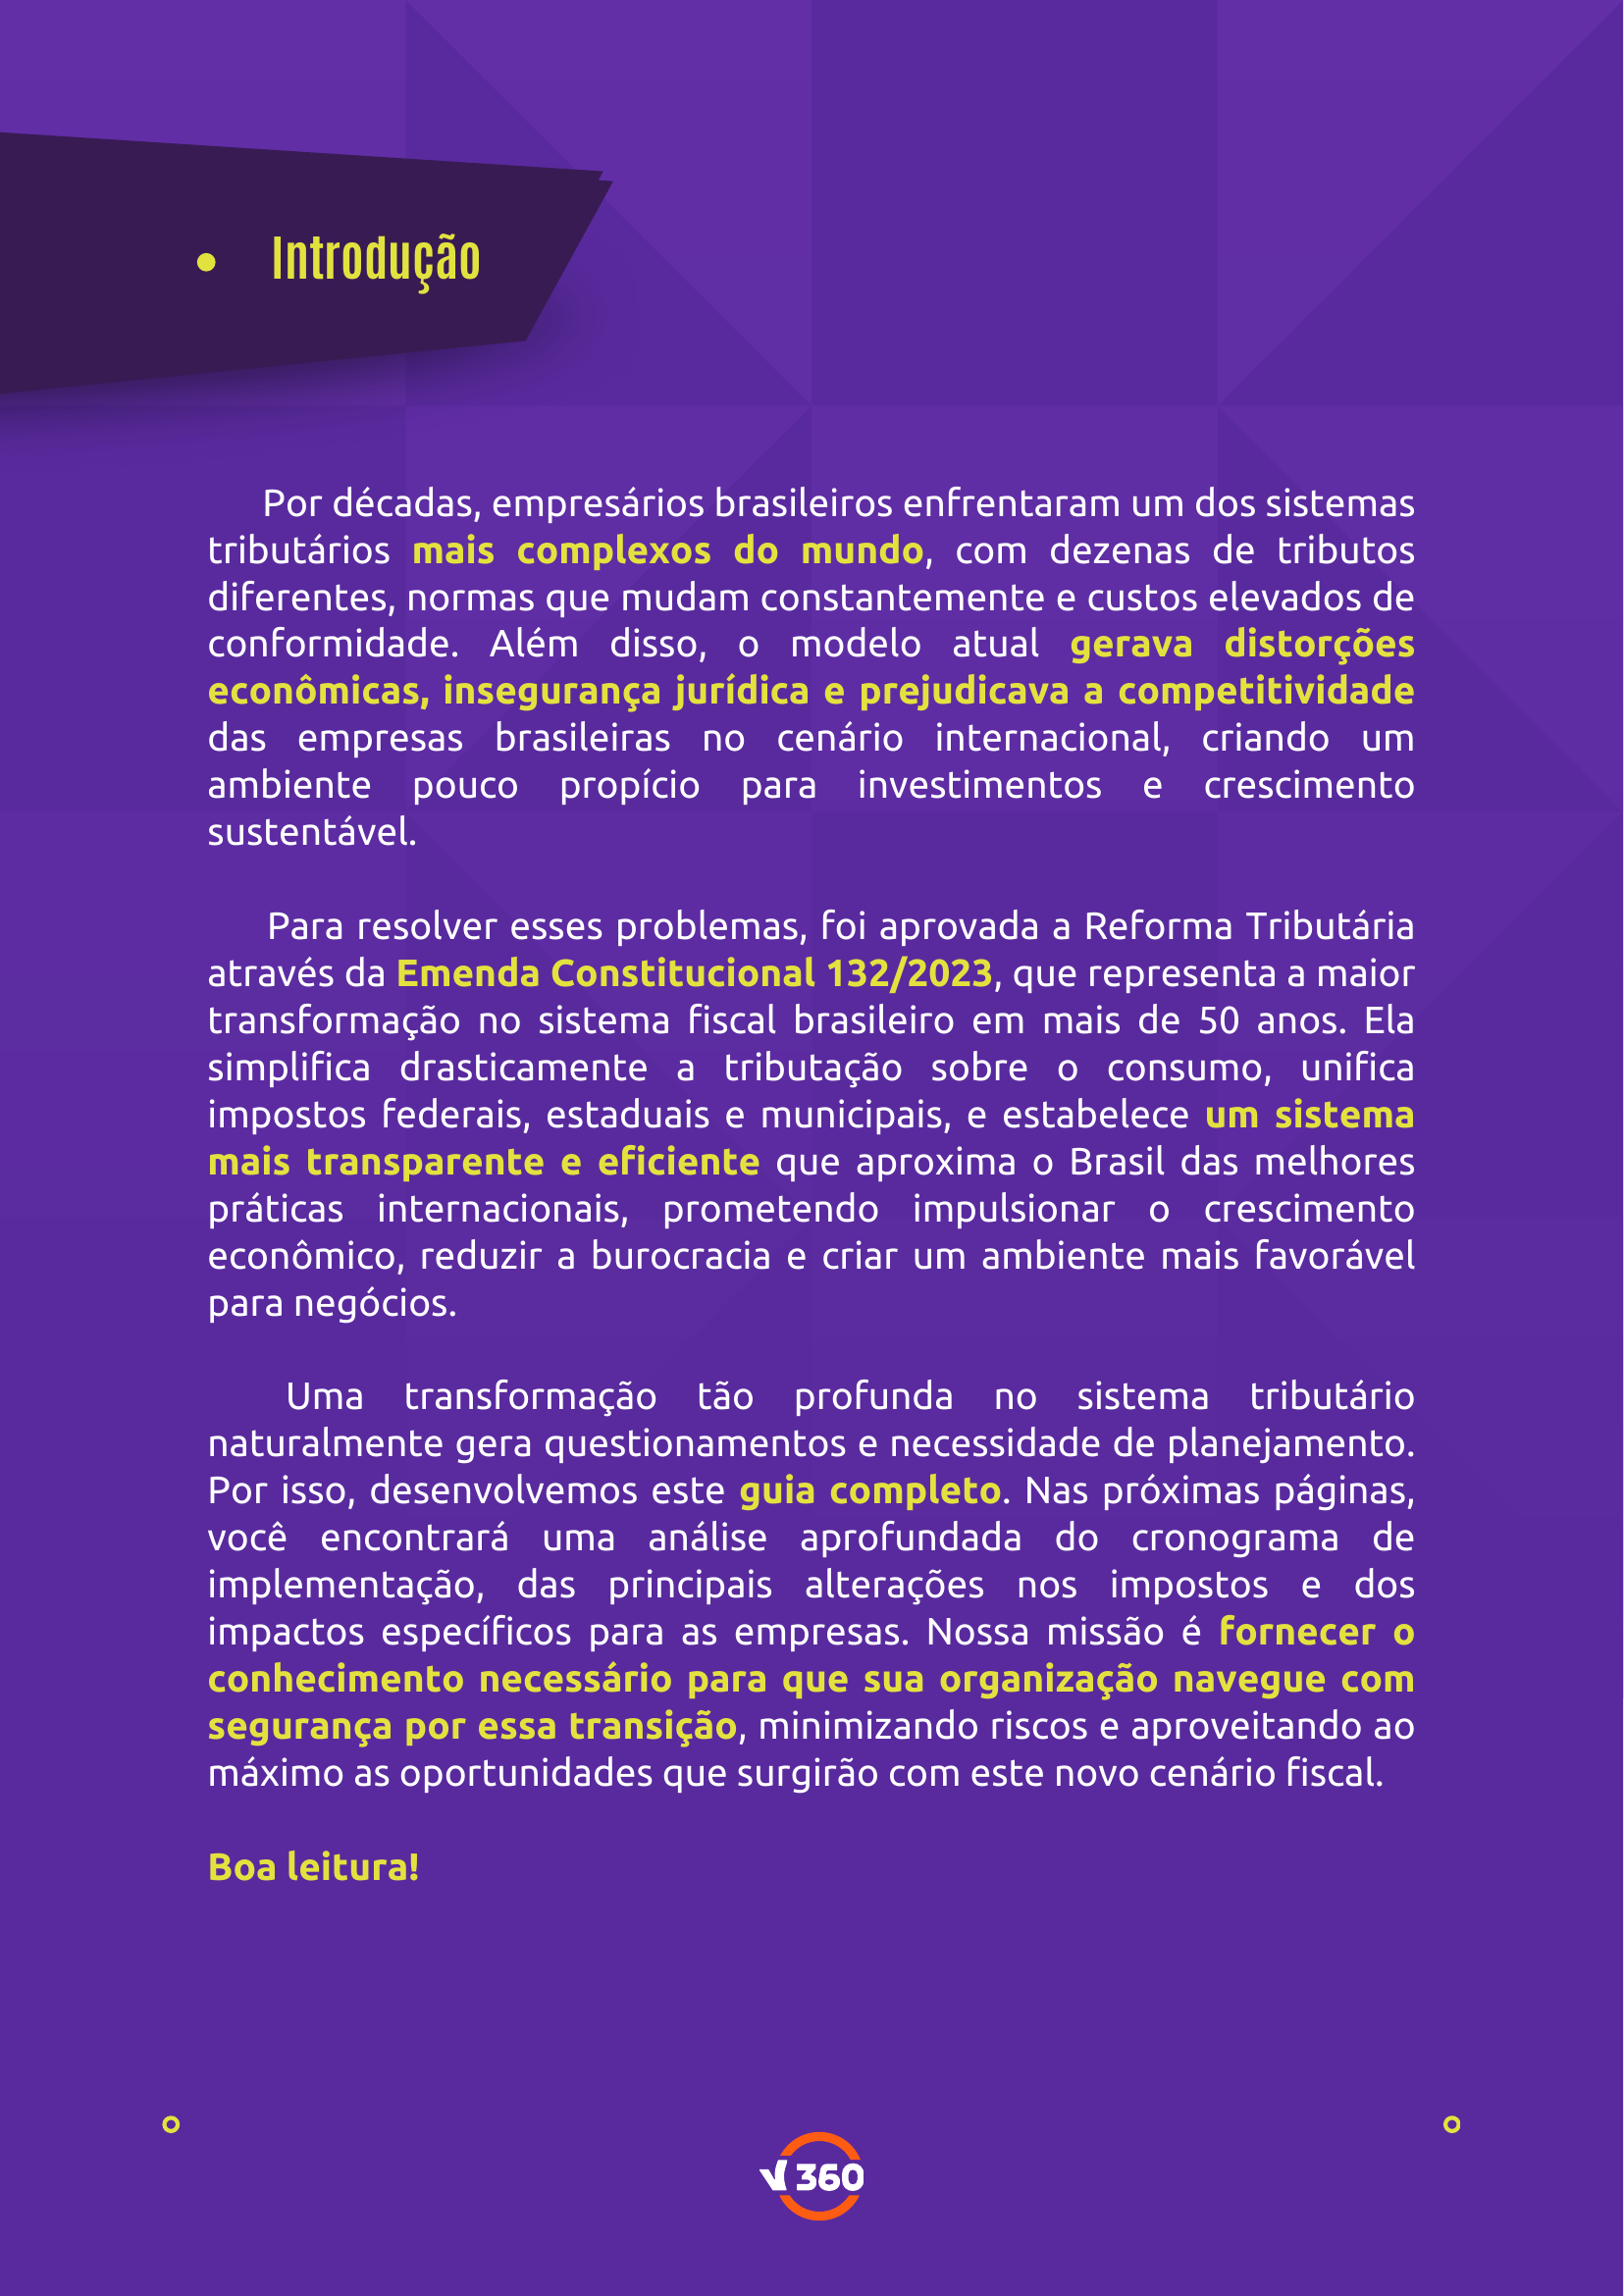 Introdução
Por décadas, empresários brasileiros enfrentaram um dos sistemas
tributários mais complexos do mundo, com dezenas de tributos
diferentes, normas que mudam constantemente e custos elevados de
conformidade. Além disso, o modelo atual gerava distorções
econômicas, insegurança jurídica e prejudicava a competitividade
das empresas brasileiras no cenário internacional, criando um
ambiente pouco propício para investimentos e crescimento
sustentável.
Para resolver esses problemas, foi aprovada a Reforma Tributária
através da Emenda Constitucional 132/2023, que representa a maior
transformação no sistema fiscal brasileiro em mais de 50 anos. Ela
simplifica drasticamente a tributação sobre o consumo, unifica
impostos federais, estaduais e municipais, e estabelece um sistema
mais transparente e eficiente que aproxima o Brasil das melhores
práticas internacionais, prometendo impulsionar o crescimento
econômico, reduzir a burocracia e criar um ambiente mais favorável
para negócios.
Uma transformação tão profunda no sistema tributário
naturalmente gera questionamentos e necessidade de planejamento.
Por isso, desenvolvemos este guia completo. Nas próximas páginas,
você encontrará uma análise aprofundada do cronograma de
implementação, das principais alterações nos impostos e dos
impactos específicos para as empresas. Nossa missão é fornecer o
conhecimento necessário para que sua organização navegue com
segurança por essa transição, minimizando riscos e aproveitando ao
máximo as oportunidades que surgirão com este novo cenário fiscal.
Boa leitura!
V360